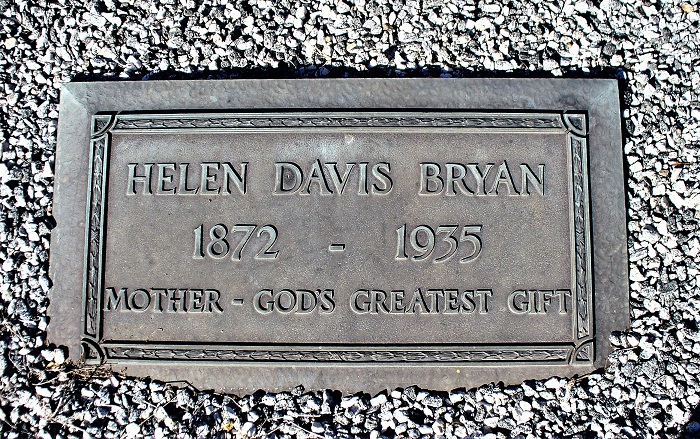 HELEN DAVIS BRYAN
1872 - 1935
MOTHER - GOD'S GREATEST GIFT